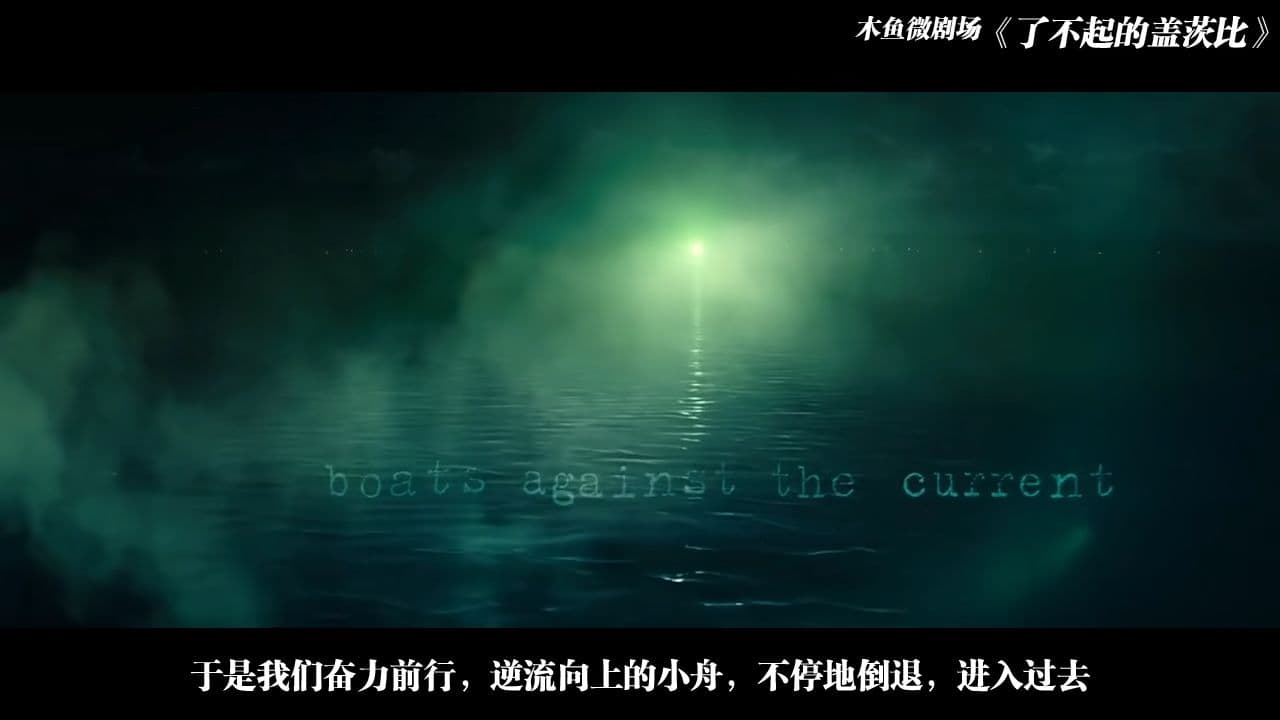 木鱼微剧场《了不起的盖茨比》
boats against the current
于是我们奋力前行，逆流向上的小舟，不停地倒退，进入过去